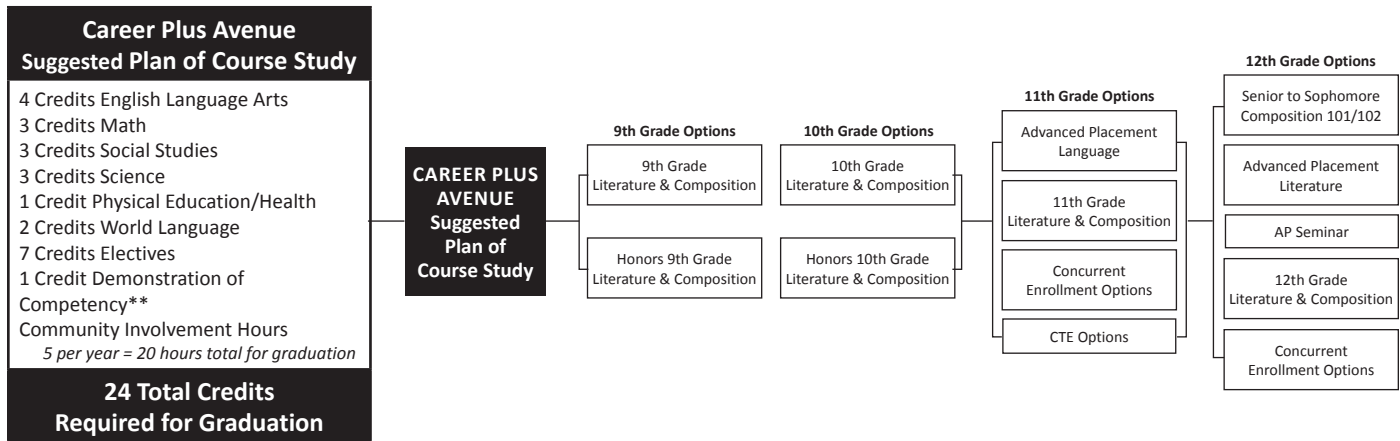 Career Plus Avenue
Suggested Plan of Course Study
4 Credits English Language Arts
3 Credits Math
3 Credits Social Studies
3 Credits Science
1 Credit Physical Education/Health
2 Credits World Language
7 Credits Electives
1 Credit Demonstration of
Competency**
Community Involvement Hours
5 per year = 20 hours total for graduation
24 Total Credits
Required for Graduation
CAREER PLUS
AVENUE
Suggested
Plan of
Course Study
9th Grade Options
9th Grade
Literature & Composition
Honors 9th Grade
Literature & Composition
10th Grade Options
10th Grade
Literature & Composition
Honors 10th Grade
Literature & Composition
11th Grade Options
Advanced Placement
Language
11th Grade
Literature & Composition
Concurrent
Enrollment Options
CTE Options
12th Grade Options
Senior to Sophomore
Composition 101/102
Advanced Placement
Literature
AP Seminar
12th Grade
Literature & Composition
Concurrent
Enrollment Options